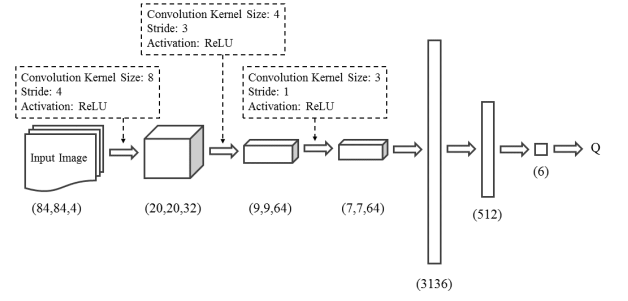 Convolution Kernel Size: 4
Stride: 3
Activation: ReLU
Convolution Kernel Size: 8
Stride: 4
Activation: ReLU
Convolution Kernel Size: 3
Stride: 1
Activation: ReLU
Input Image
Q
(84,84,4)
(20,20,32)
(9,9,64)
(7,7,64)
(3136)
(512)
(6)